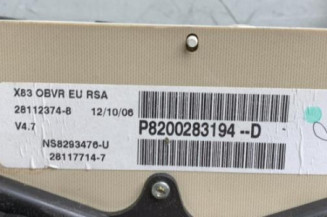 X83 OBVR EU RSA
28112374-8 12/10/06
V4.7
P8200283194--D
NS8293476-U
28117714-7